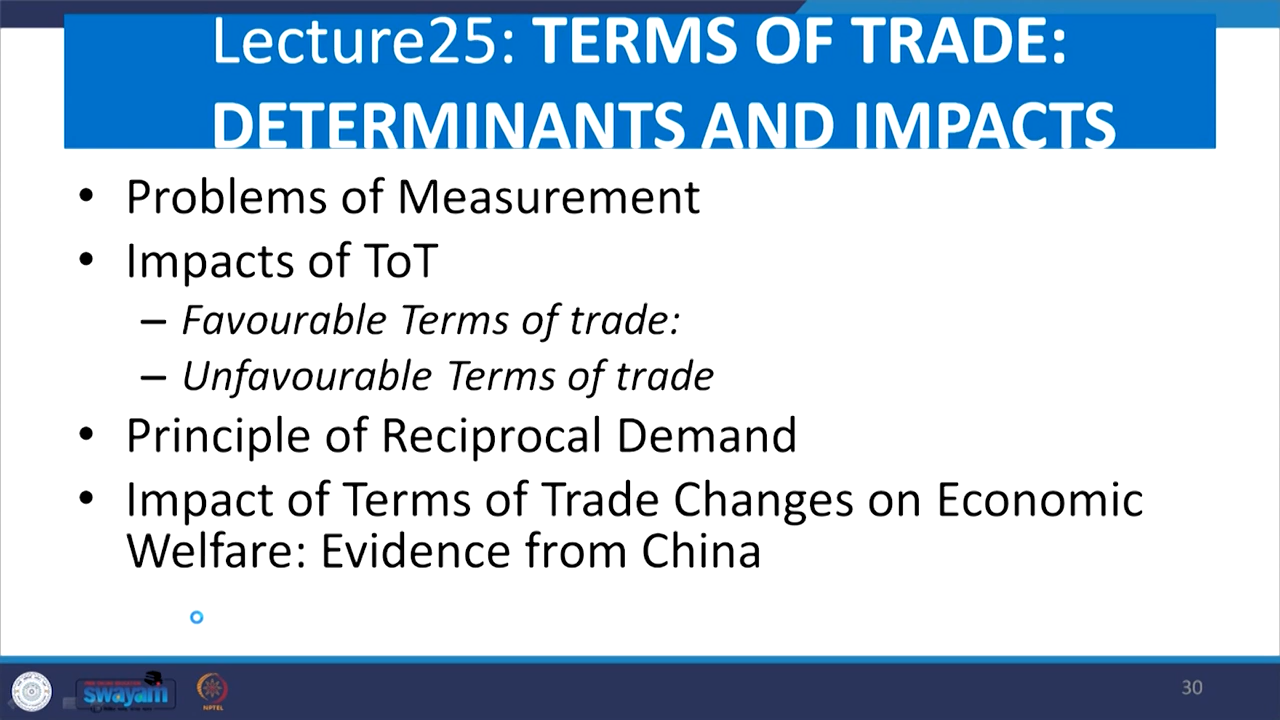 Lecture25: TERMS OF TRADE:
DETERMINANTS AND IMPACTS
• Problems of Measurement
• Impacts of ToT
– Favourable Terms of trade:
– Unfavourable Terms of trade
• Principle of Reciprocal Demand
• Impact of Terms of Trade Changes on Economic
Welfare: Evidence from China
swayam
NPTEL
30